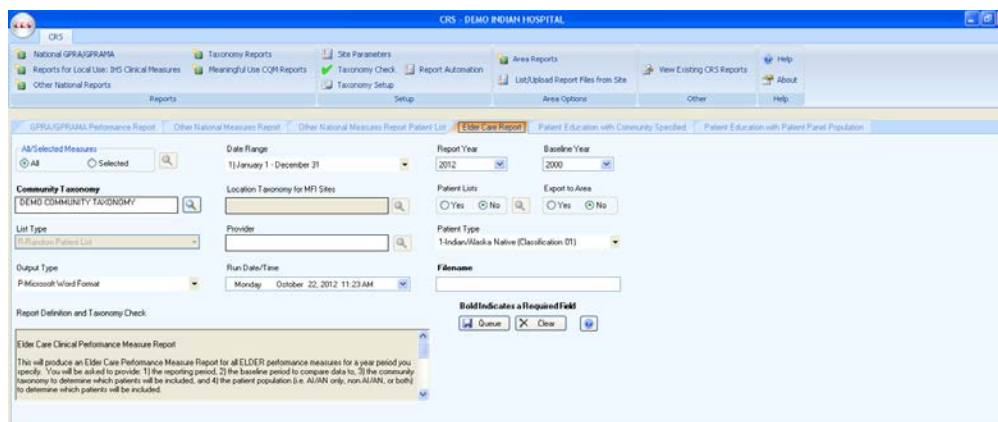 CRS - DEMO INDIAN HOSPITAL
CRS
National GPRA/GPRAMA
Taxonomy Reports
Site Parameters
Area Reports
Help
Reports for Local Use: IHS Clinical Measures
Meaningful Use CQM Reports
Taxonomy Check
Report Automation
View Existing CRS Reports
Other National Reports
Taxonomy Setup
List/Upload Report Files from Site
About
Reports
Setup
Area Options
Other
Help
GPRA/GPRAMA Performance Report
Other National Measures Report
Other National Measures Report Patient List
Elder Care Report
Patient Education with Community Specified
Patient Education with Patient Panel Population
All/Selected Measures
Date Range
Report Year
Baseline Year
All
Selected
1) January 1 - December 31
2012
2000
Community Taxonomy
Location Taxonomy for MFI Sites
Patient Lists
Export to Area
DEMO COMMUNITY TAXONOMY
Yes
No
Yes
No
List Type
Provider
Patient Type
R-Random Patient List
1-Indian/Alaska Native (Classification 01)
Output Type
Run Date/Time
Filename
P-Microsoft Word Format
Monday October 22, 2012 11:23 AM
Bold Indicates a Required Field
Report Definition and Taxonomy Check
Queue
Clear
Elder Care Clinical Performance Measure Report
This will produce an Elder Care Performance Measure Report for all ELDER performance measures for a year period you
specify. You will be asked to provide: 1) the reporting period, 2) the baseline period to compare data to, 3) the community
taxonomy to determine which patients will be included, and 4) the patient population (i.e. AI/AN only, non AI/AN, or both)
to determine which patients will be included.